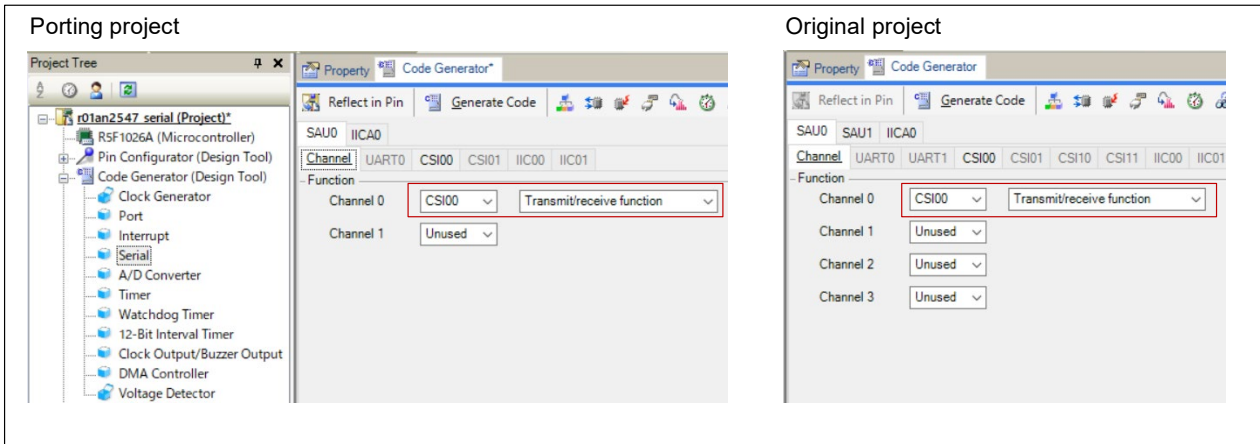 Porting project
Project Tree
r01an2547_serial (Project)*
R5F1026A (Microcontroller)
Pin Configurator (Design Tool)
Code Generator (Design Tool)
Clock Generator
Port
Interrupt
Serial
A/D Converter
Timer
Watchdog Timer
12-Bit Interval Timer
Clock Output/Buzzer Output
DMA Controller
Voltage Detector
Property Code Generator*
Reflect in Pin Generate Code
SAU0 IICA0
Channel UART0 CSI00 CSI01 IIC00 IIC01
Function
Channel 0 CSI00 Transmit/receive function
Channel 1 Unused
Original project
Property Code Generator
Reflect in Pin Generate Code
SAU0 SAU1 IICA0
Channel UART0 UART1 CSI00 CSI01 CSI10 CSI11 IIC00 IIC01
Function
Channel 0 CSI00 Transmit/receive function
Channel 1 Unused
Channel 2 Unused
Channel 3 Unused